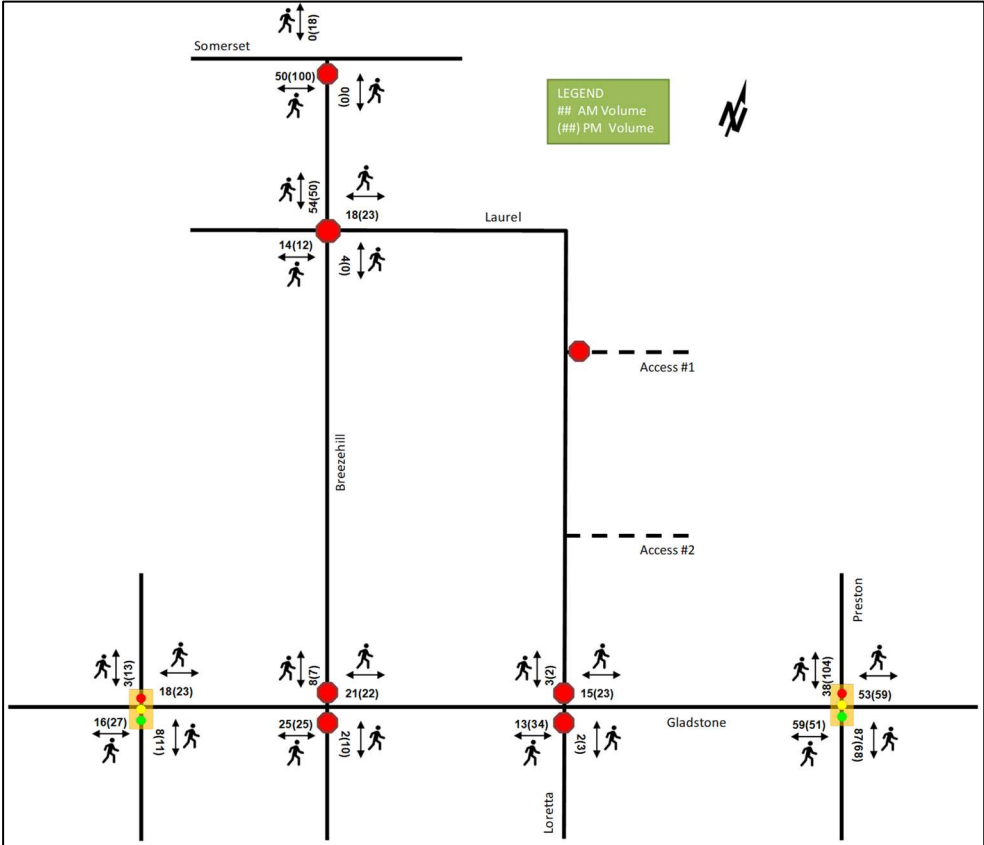 0(18)
Somerset
50(100)
0(0)
LEGEND
## AM Volume
(##) PM Volume
N
54(50)
18(23)
Laurel
14(12)
4(0)
Access #1
Breezehill
Access #2
Preston
3(13)
18(23)
8(7)
21(22)
3(2)
15(23)
38(104)
53(59)
16(27)
8(11)
25(25)
2(10)
13(34)
2(3)
Gladstone
59(51)
87(68)
Loretta